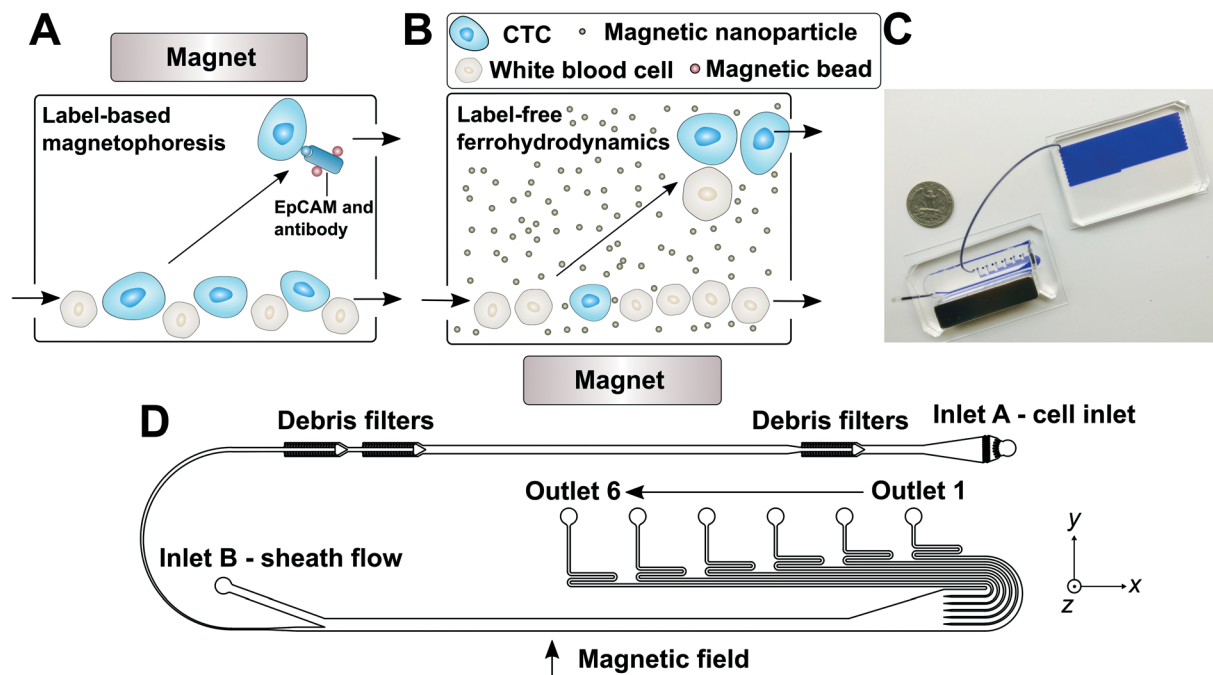 A
Magnet
Label-based
magnetophoresis
EpCAM and
antibody
B
CTC
Magnetic nanoparticle
White blood cell
Magnetic bead
Label-free
ferrohydrodynamics
Magnet
C
D
Debris filters
Debris filters
Inlet A - cell inlet
Outlet 6
Outlet 1
Inlet B - sheath flow
Magnetic field
y
x
z